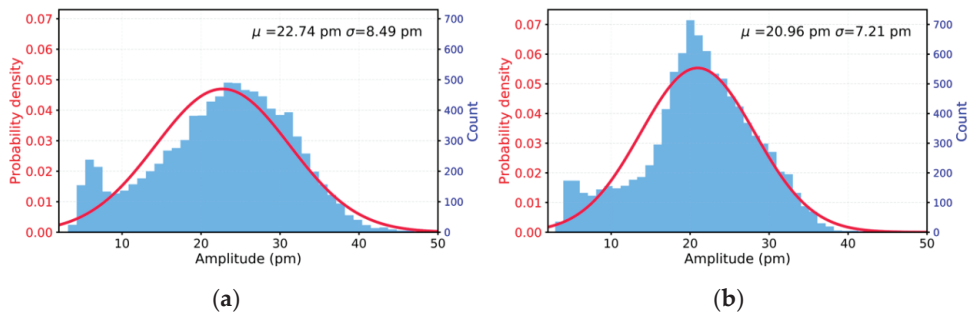 μ =22.74 pm σ=8.49 pm
Probability density
0.07
0.06
0.05
0.04
0.03
0.02
0.01
0.00
700
600
500
400
300
200
100
0
Count
10 20 30 40 50
Amplitude (pm)
(a)
μ =20.96 pm σ=7.21 pm
Probability density
0.07
0.06
0.05
0.04
0.03
0.02
0.01
0.00
700
600
500
400
300
200
100
0
Count
10 20 30 40 50
Amplitude (pm)
(b)